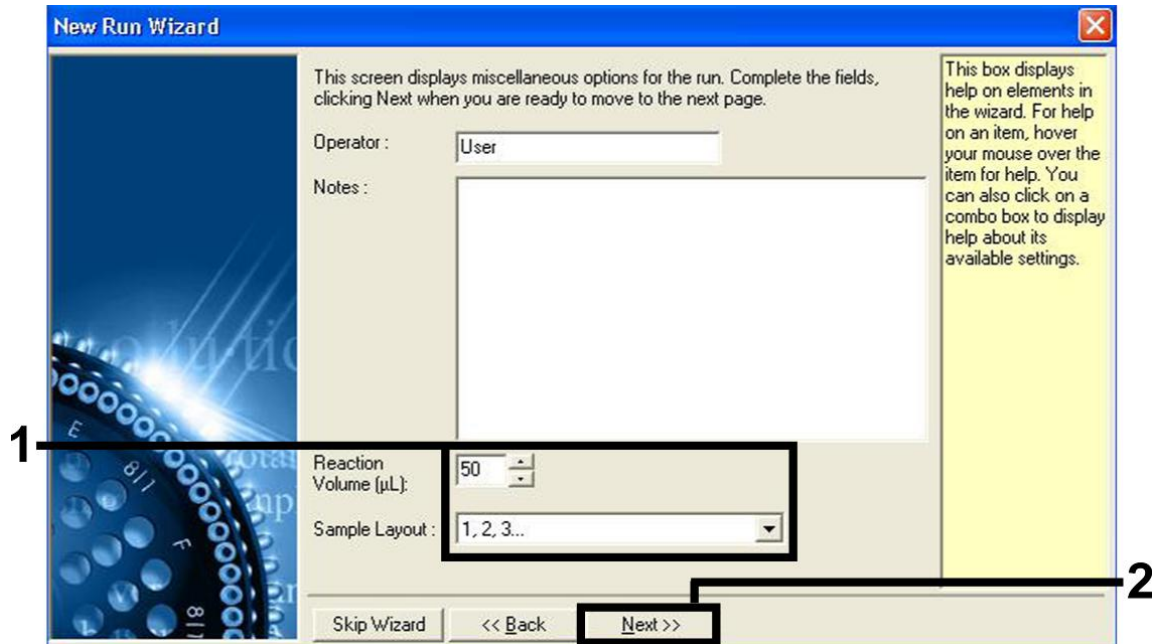 New Run Wizard
This screen displays miscellaneous options for the run. Complete the fields,
clicking Next when you are ready to move to the next page.
Operator :
User
Notes :
1
Reaction
Volume (µL):
50
Sample Layout :
1, 2, 3...
2
Skip Wizard
<< Back
Next >>
This box displays
help on elements in
the wizard. For help
on an item, hover
your mouse over the
item for help. You
can also click on a
combo box to display
help about its
available settings.
E
8|1
F
8|1